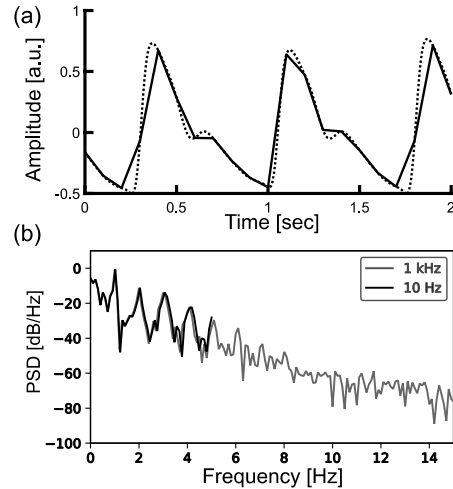 (a)
Amplitude [a.u.]
1
0.5
0
-0.5
0
0.5
1
1.5
2
Time [sec]
(b)
PSD [dB/Hz]
0
−20
−40
−60
−80
−100
1 kHz
10 Hz
0
2
4
6
8
10
12
14
Frequency [Hz]